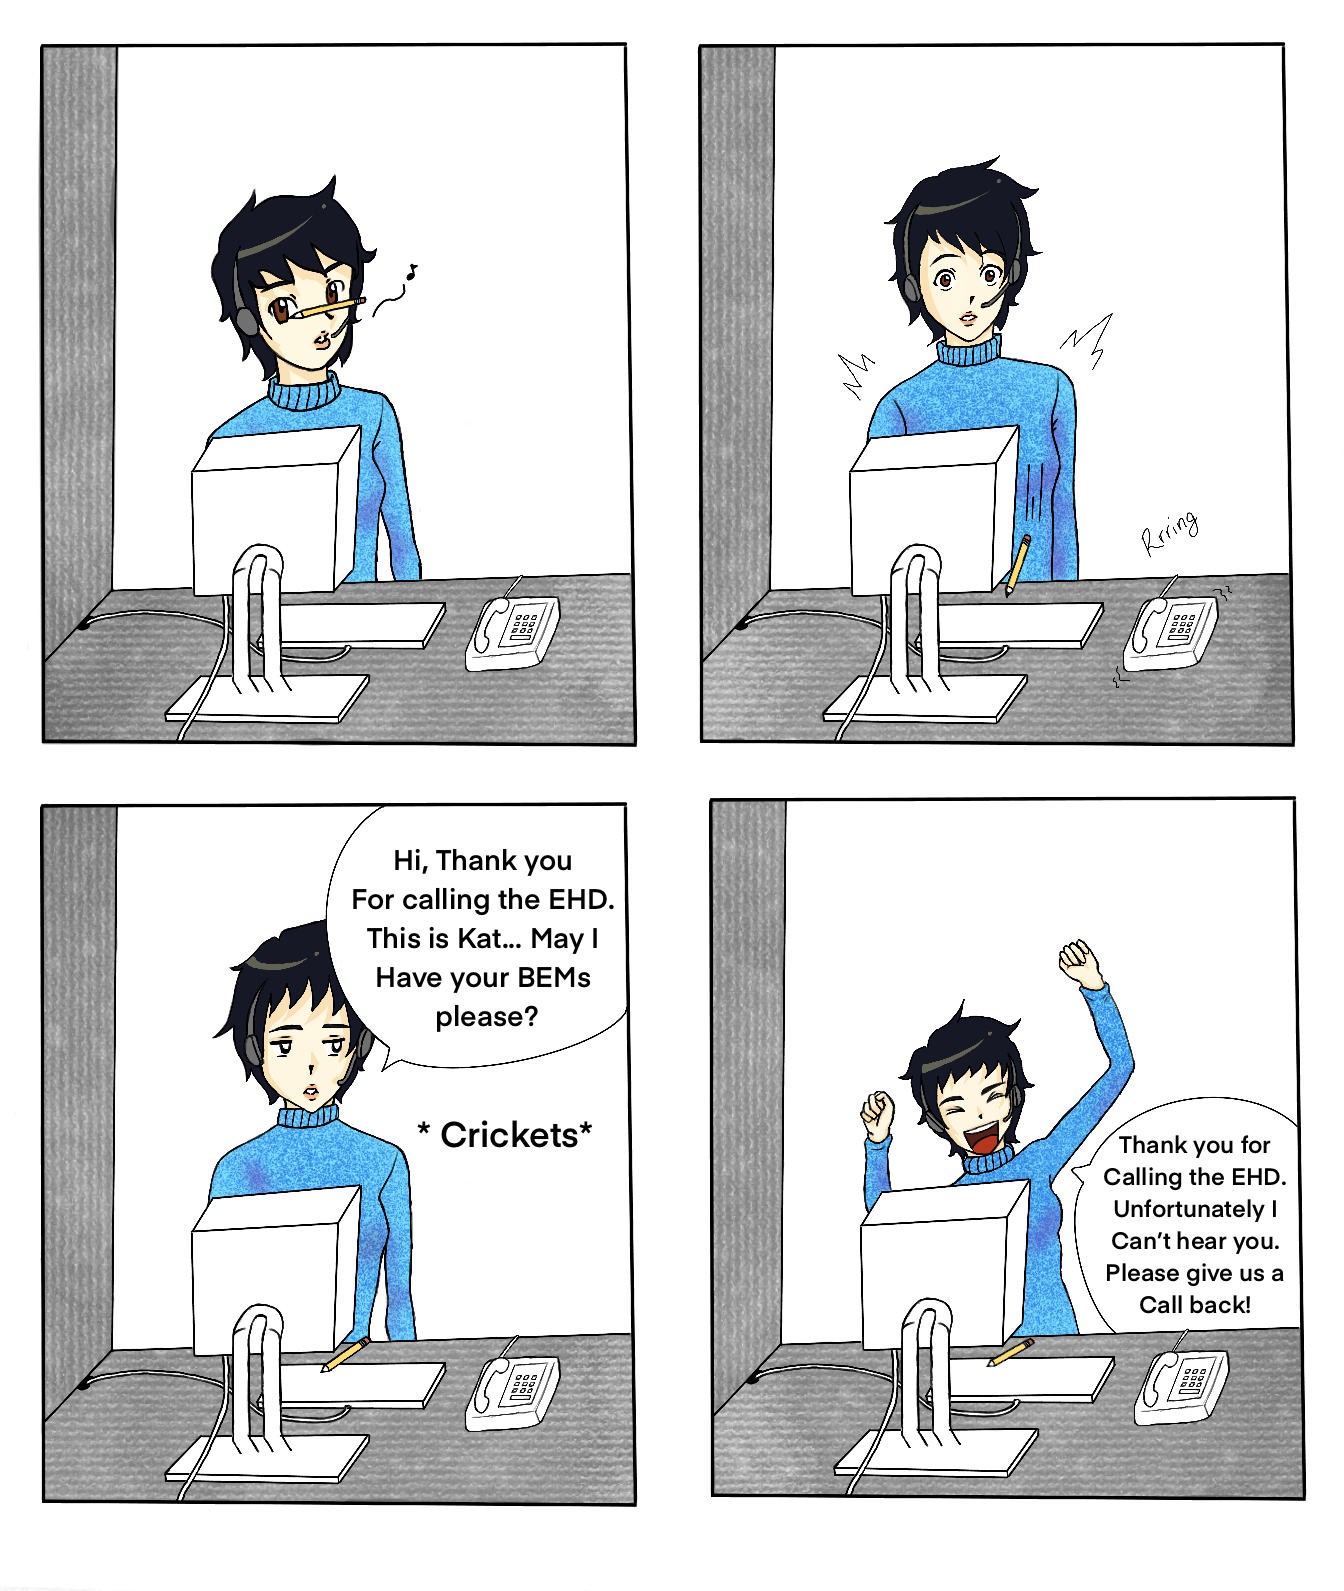 Rrring
Hi, Thank you
For calling the EHD.
This is Kat... May I
Have your BEMs
please?
* Crickets*
Thank you for
Calling the EHD.
Unfortunately I
Can't hear you.
Please give us a
Call back!